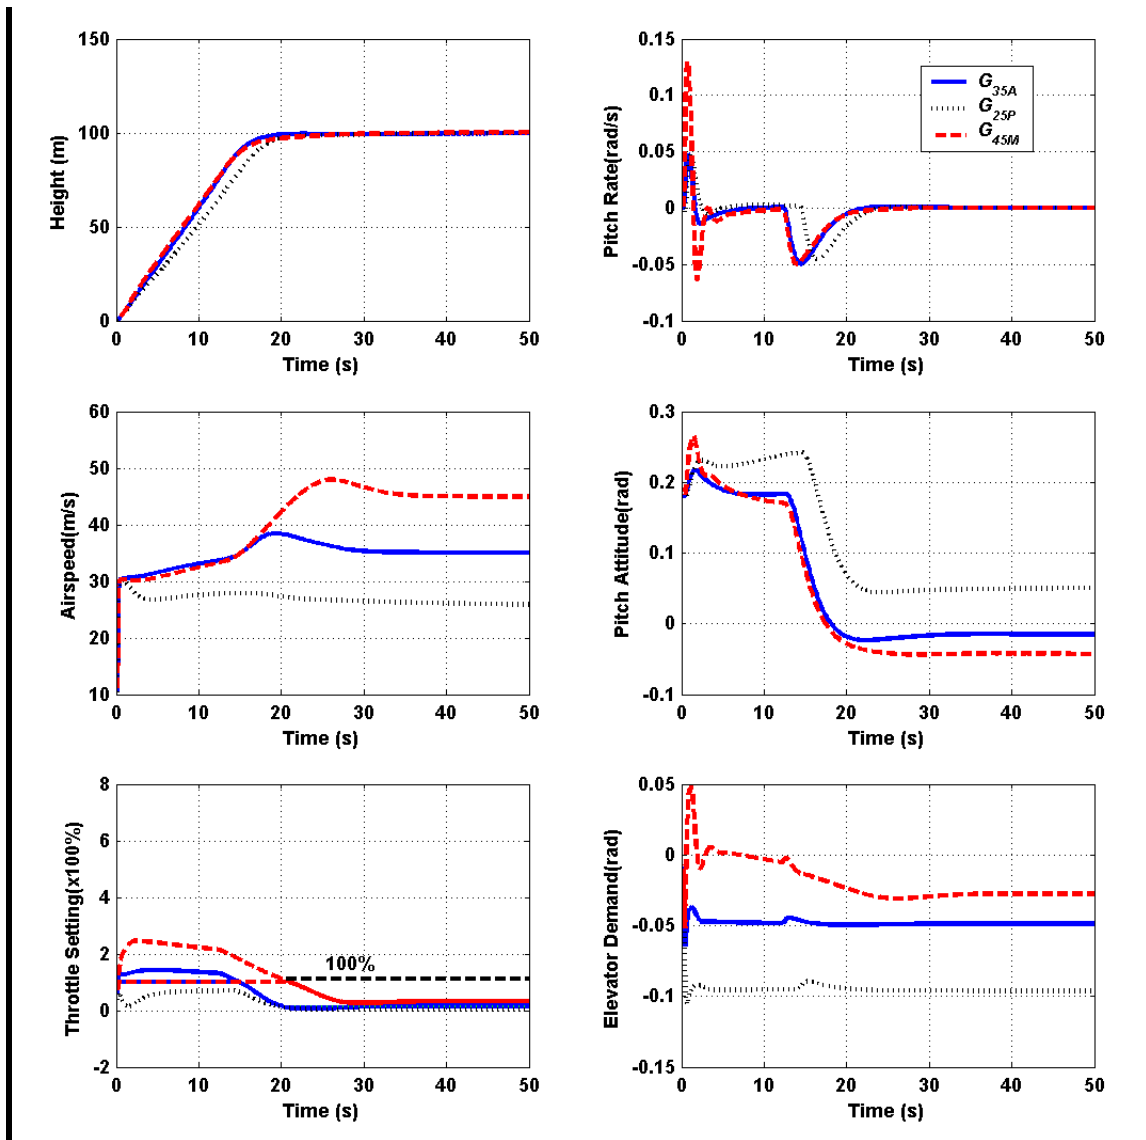 150
100
50
0
Height (m)
0 10 20 30 40 50
Time (s)
0.15
0.1
0.05
0
-0.05
-0.1
Pitch Rate(rad/s)
G35A
G25P
G45M
0 10 20 30 40 50
Time (s)
60
50
40
30
20
10
Airspeed(m/s)
0 10 20 30 40 50
Time (s)
0.3
0.2
0.1
0
-0.1
Pitch Attitude(rad)
0 10 20 30 40 50
Time (s)
8
6
4
2
0
-2
Throttle Setting(x100%)
100%
0 10 20 30 40 50
Time (s)
0.05
0
-0.05
-0.1
-0.15
Elevator Demand(rad)
0 10 20 30 40 50
Time (s)